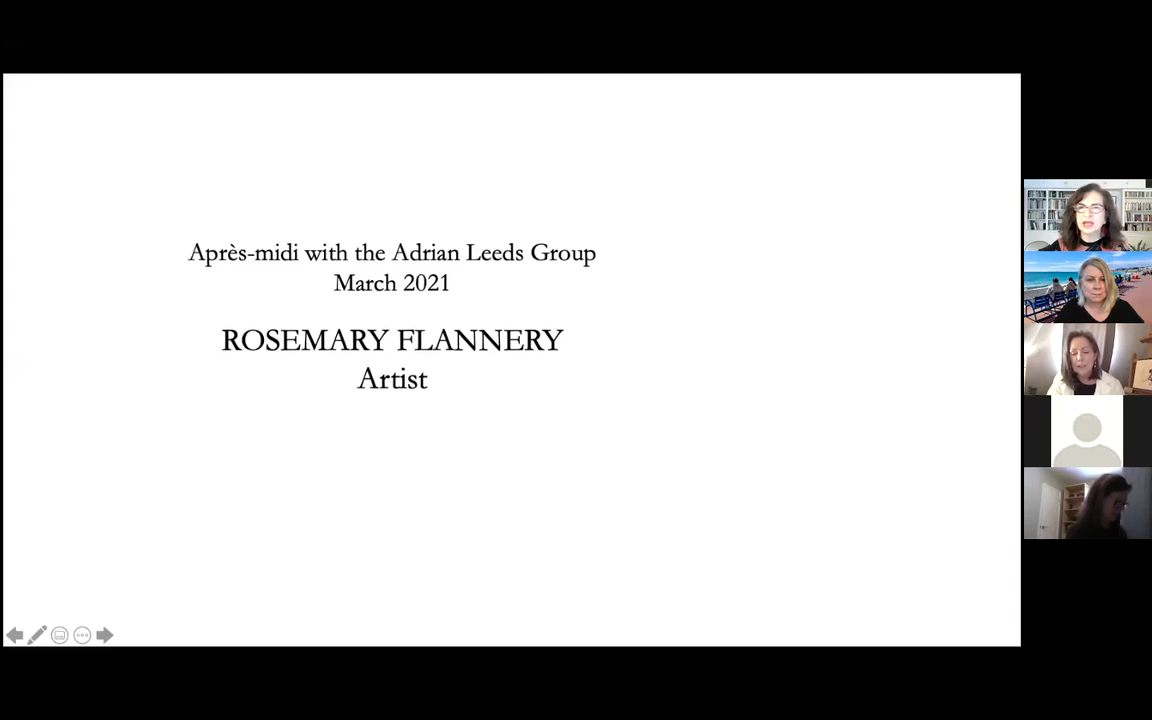 Après-midi with the Adrian Leeds Group
March 2021
ROSEMARY FLANNERY
Artist